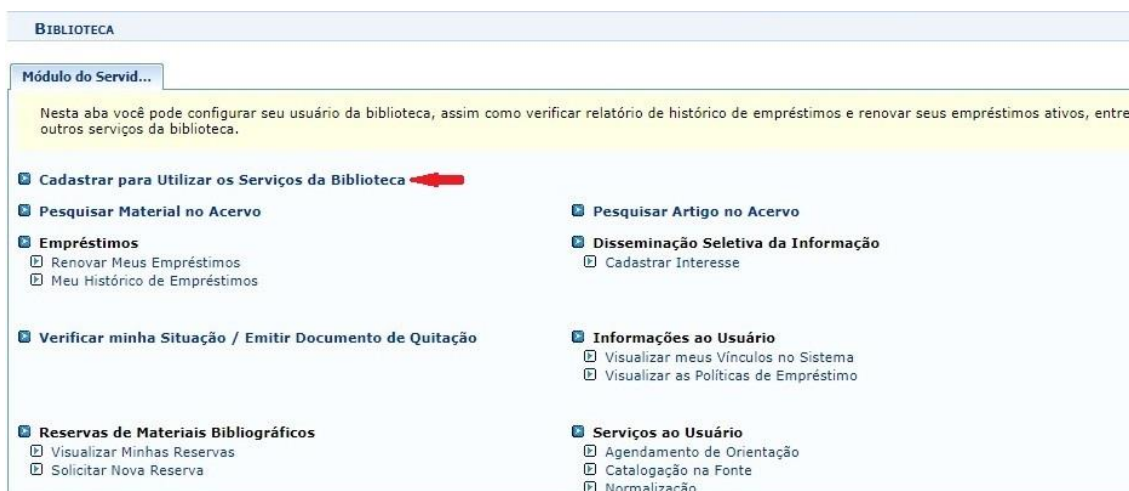 BIBLIOTECA
Módulo do Servid...
Nesta aba você pode configurar seu usuário da biblioteca, assim como verificar relatório de histórico de empréstimos e renovar seus empréstimos ativos, entre
outros serviços da biblioteca.
Cadastrar para Utilizar os Serviços da Biblioteca
Pesquisar Material no Acervo
Pesquisar Artigo no Acervo
Empréstimos
Renovar Meus Empréstimos
Meu Histórico de Empréstimos
Disseminação Seletiva da Informação
Cadastrar Interesse
Verificar minha Situação / Emitir Documento de Quitação
Informações ao Usuário
Visualizar meus Vínculos no Sistema
Visualizar as Políticas de Empréstimo
Reservas de Materiais Bibliográficos
Visualizar Minhas Reservas
Solicitar Nova Reserva
Serviços ao Usuário
Agendamento de Orientação
Catalogação na Fonte
Normalização